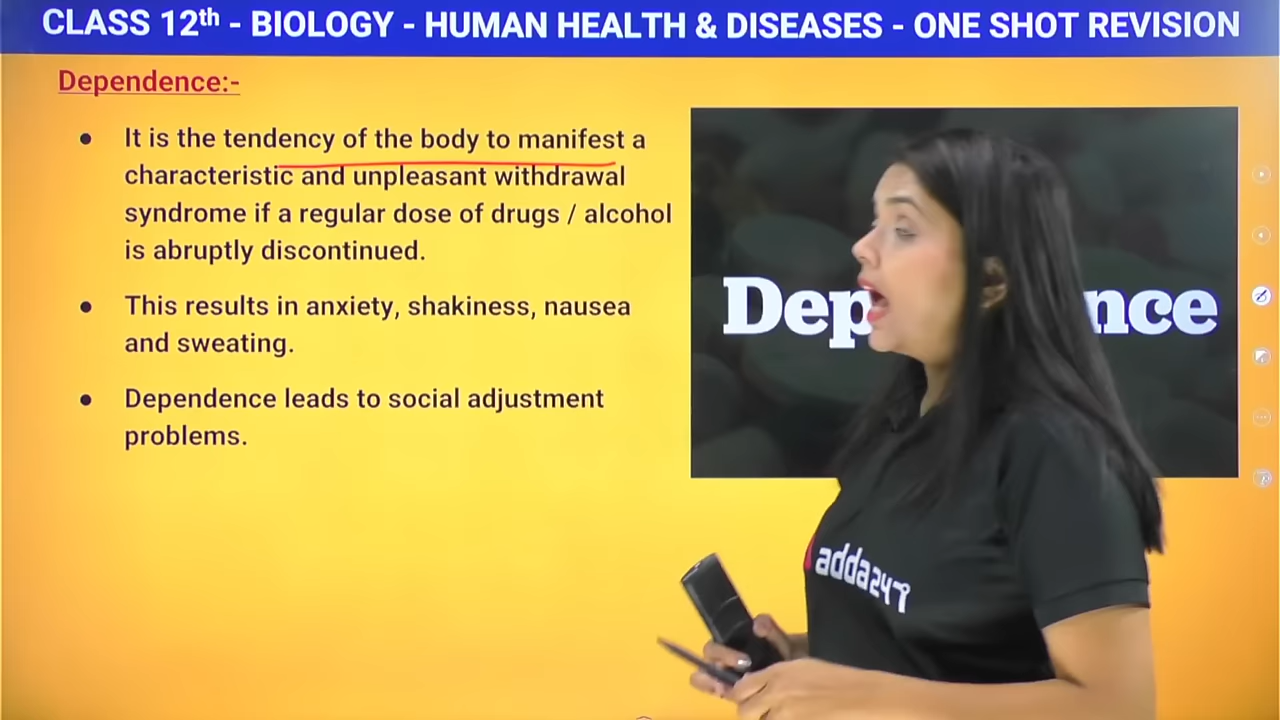 CLASS 12th - BIOLOGY - HUMAN HEALTH & DISEASES - ONE SHOT REVISION
Dependence:-
● It is the tendency of the body to manifest a
characteristic and unpleasant withdrawal
syndrome if a regular dose of drugs / alcohol
is abruptly discontinued.
● This results in anxiety, shakiness, nausea
and sweating.
● Dependence leads to social adjustment
problems.
Dep nce
adda247